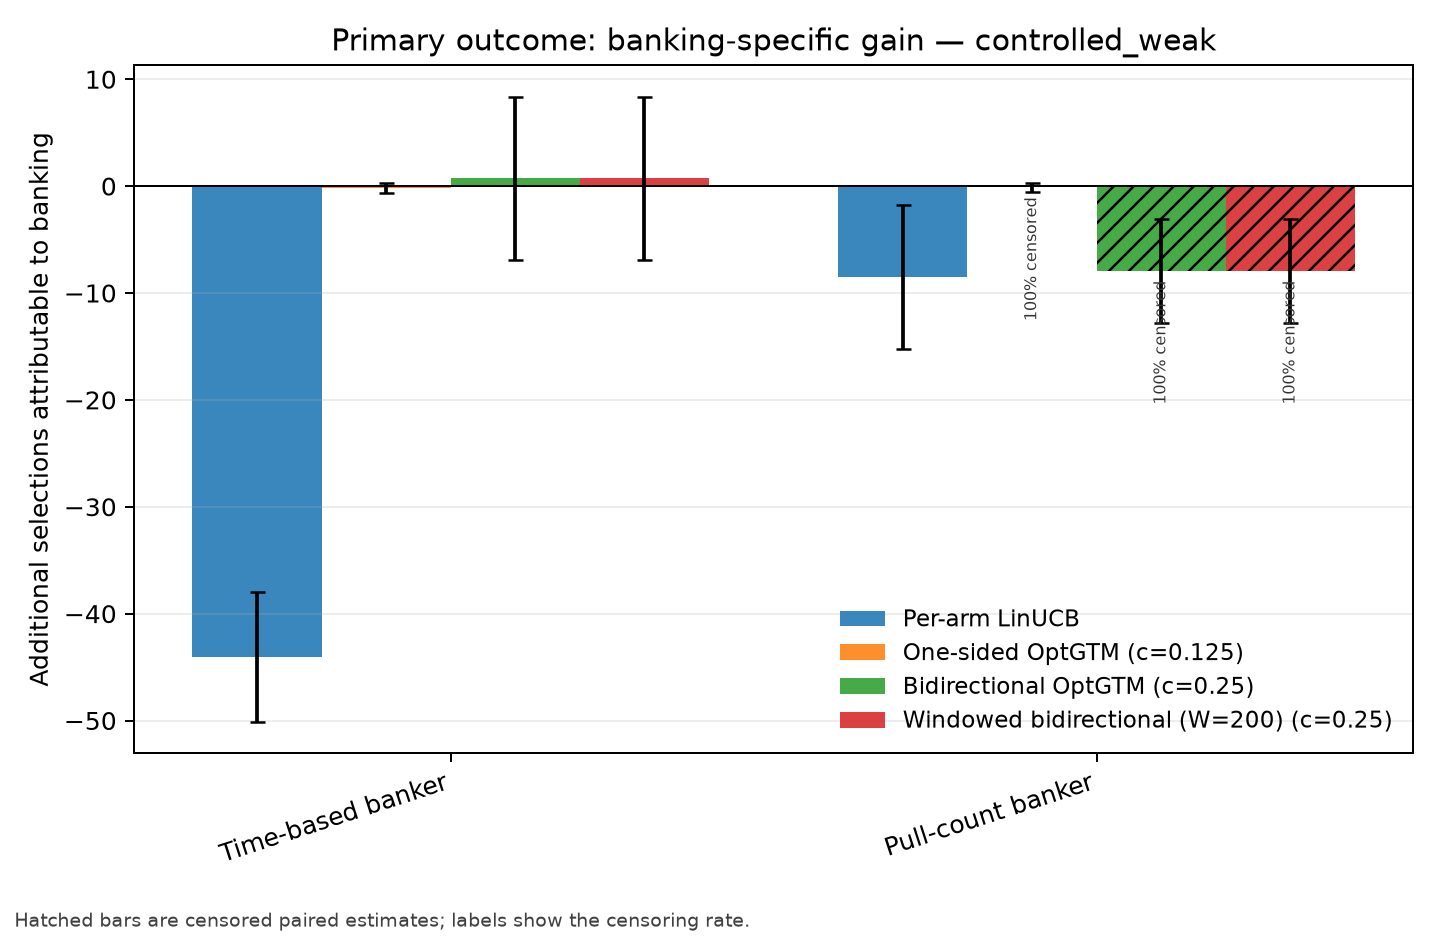 Primary outcome: banking-specific gain — controlled_weak
Additional selections attributable to banking
10
0
−10
−20
−30
−40
−50
100% censored
100% censored
100% censored
Per-arm LinUCB
One-sided OptGTM (c=0.125)
Bidirectional OptGTM (c=0.25)
Windowed bidirectional (W=200) (c=0.25)
Time-based banker
Pull-count banker
Hatched bars are censored paired estimates; labels show the censoring rate.